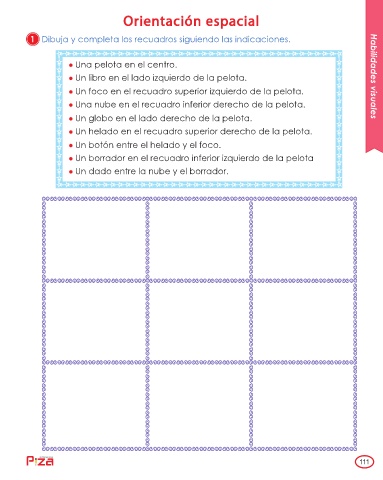 Orientación espacial
1 Dibuja y completa los recuadros siguiendo las indicaciones.
Habilidades visuales
• Una pelota en el centro.
• Un libro en el lado izquierdo de la pelota.
• Un foco en el recuadro superior izquierdo de la pelota.
• Una nube en el recuadro inferior derecho de la pelota.
• Un globo en el lado derecho de la pelota.
• Un helado en el recuadro superior derecho de la pelota.
• Un botón entre el helado y el foco.
• Un borrador en el recuadro inferior izquierdo de la pelota
• Un dado entre la nube y el borrador.
Piza
111